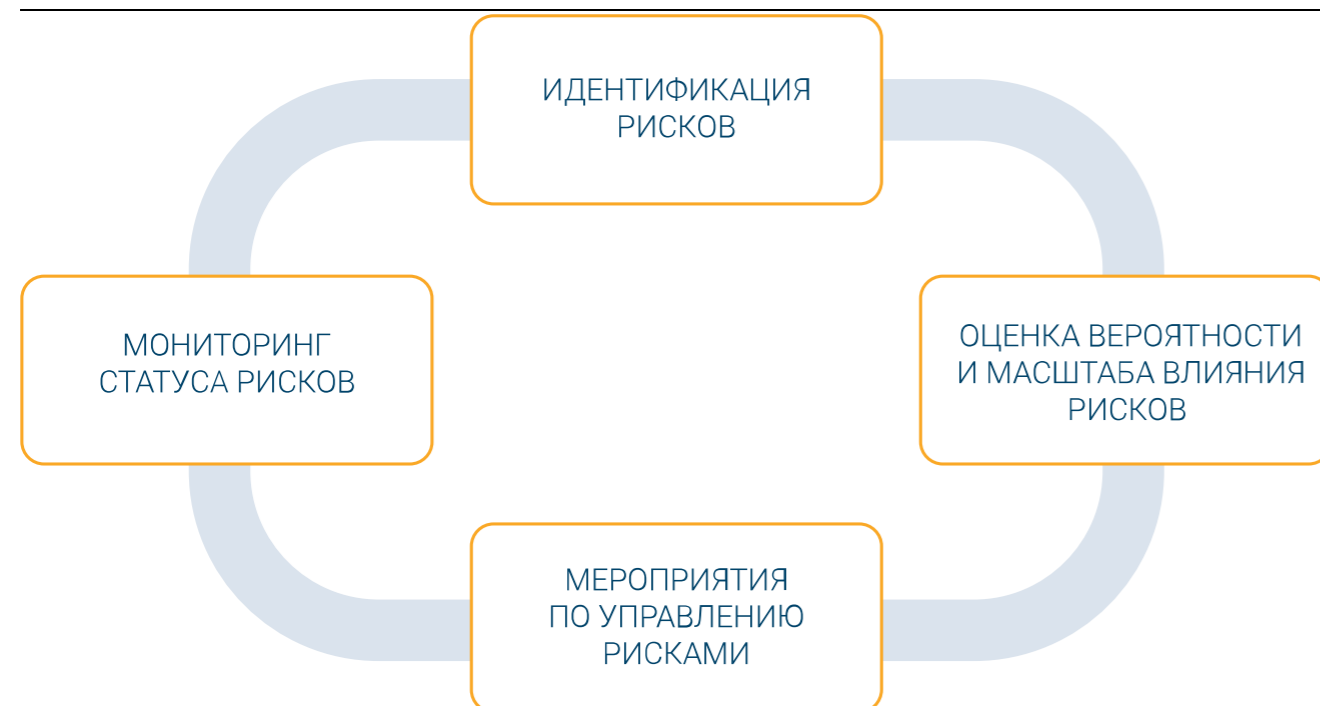 ИДЕНТИФИКАЦИЯ
РИСКОВ
МОНИТОРИНГ
СТАТУСА РИСКОВ
ОЦЕНКА ВЕРОЯТНОСТИ
И МАСШТАБА ВЛИЯНИЯ
РИСКОВ
МЕРОПРИЯТИЯ
ПО УПРАВЛЕНИЮ
РИСКАМИ